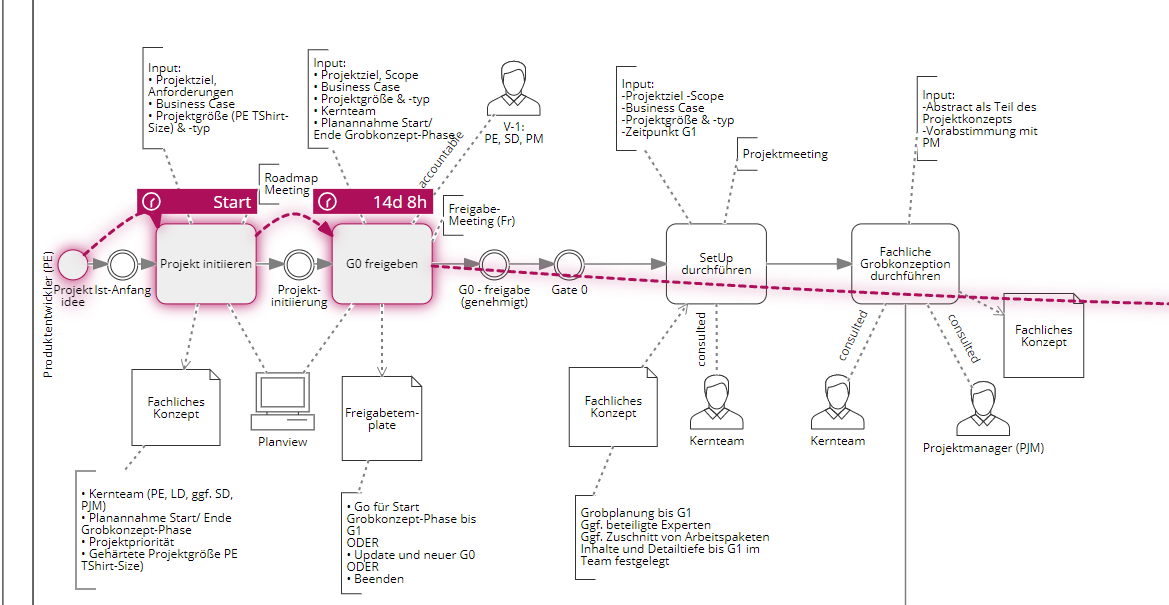 Input:
• Projektziel,
Anforderungen
• Business Case
• Projektgröße (PE TShirt-
Size) & -typ
Input:
• Projektziel, Scope
• Business Case
• Projektgröße & -typ
• Kernteam
• Planannahme Start/
Ende Grobkonzept-Phase
V-1:
PE, SD, PM
accountable
Input:
-Projektziel -Scope
-Business Case
-Projektgröße & -typ
-Zeitpunkt G1
Projektmeeting
Input:
-Abstract als Teil des
Projektkonzepts
-Vorabstimmung mit
PM
Roadmap
Meeting
Start
14d 8h
Freigabe-
Meeting (Fr)
Produktentwickler (PE)
Projekt
idee
Ist-Anfang
Projekt initiieren
Projekt-
initiierung
G0 freigeben
G0 - freigabe
(genehmigt)
Gate 0
SetUp
durchführen
Fachliche
Grobkonzeption
durchführen
Fachliches
Konzept
Planview
Freigabetem-
plate
Fachliches
Konzept
consulted
Kernteam
consulted
Kernteam
consulted
Projektmanager (PJM)
Fachliches
Konzept
• Kernteam (PE, LD, ggf. SD,
PJM)
• Planannahme Start/ Ende
Grobkonzept-Phase
• Projektpriorität
• Gehärtete Projektgröße PE
TShirt-Size)
• Go für Start
Grobkonzept-Phase bis
G1
ODER
• Update und neuer G0
ODER
• Beenden
Grobplanung bis G1
Ggf. beteiligte Experten
Ggf. Zuschnitt von Arbeitspaketen
Inhalte und Detailtiefe bis G1 im
Team festgelegt